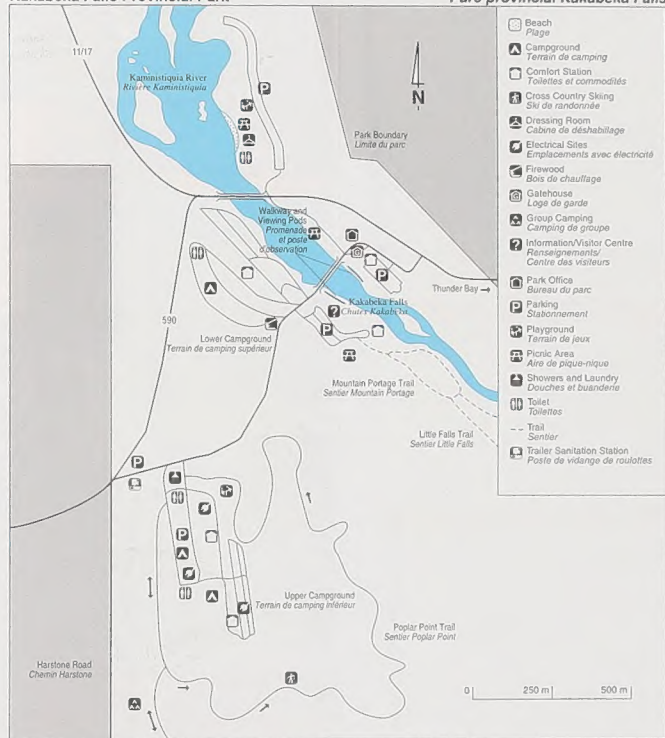 Parc provincial Kakabeka Falls
11/17
Kaministiquia River
Rivière Kaministiquia
N
Park Boundary
Limite du parc
Walkway and
Viewing Pods
Promenade
et poste
d'observation
Thunder Bay
590
Kakabeka Falls
Chutes Kakabeka
Lower Campground
Terrain de camping supérieur
Mountain Portage Trail
Sentier Mountain Portage
Little Falls Trail
Sentier Little Falls
Upper Campground
Terrain de camping inférieur
Poplar Point Trail
Sentier Poplar Point
Harstone Road
Chemin Harstone
0 250 m 500 m
Beach
Plage
Campground
Terrain de camping
Comfort Station
Toilettes et commodités
Cross Country Skiing
Ski de randonnée
Dressing Room
Cabine de déshabillage
Electrical Sites
Emplacements avec électricité
Firewood
Bois de chauffage
Gatehouse
Loge de garde
Group Camping
Camping de groupe
Information/Visitor Centre
Renseignements/
Centre des visiteurs
Park Office
Bureau du parc
Parking
Stationnement
Playground
Terrain de jeux
Picnic Area
Aire de pique-nique
Showers and Laundry
Douches et buanderie
Toilet
Toilettes
Trail
Sentier
Trailer Sanitation Station
Poste de vidange de roulottes